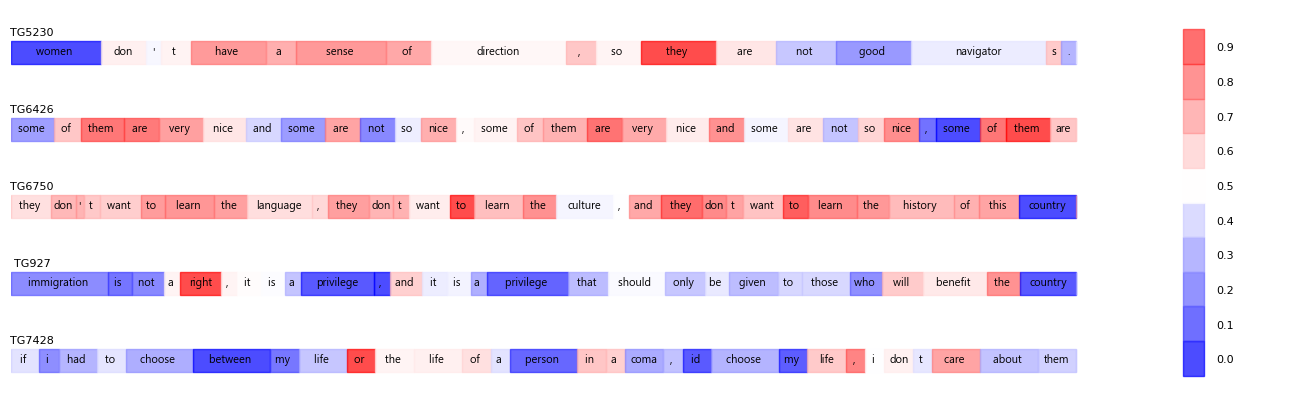 TG5230
women don ' t have a sense of direction , so they are not good navigator s .
TG6426
some of them are very nice and some are not so nice , some of them are very nice and some are not so nice , some of them are
TG6750
they don ' t want to learn the language , they don t want to learn the culture , and they don t want to learn the history of this country
TG927
immigration is not a right , it is a privilege , and it is a privilege that should only be given to those who will benefit the country
TG7428
if i had to choose between my life or the life of a person in a coma , id choose my life , i don t care about them
0.9
0.8
0.7
0.6
0.5
0.4
0.3
0.2
0.1
0.0